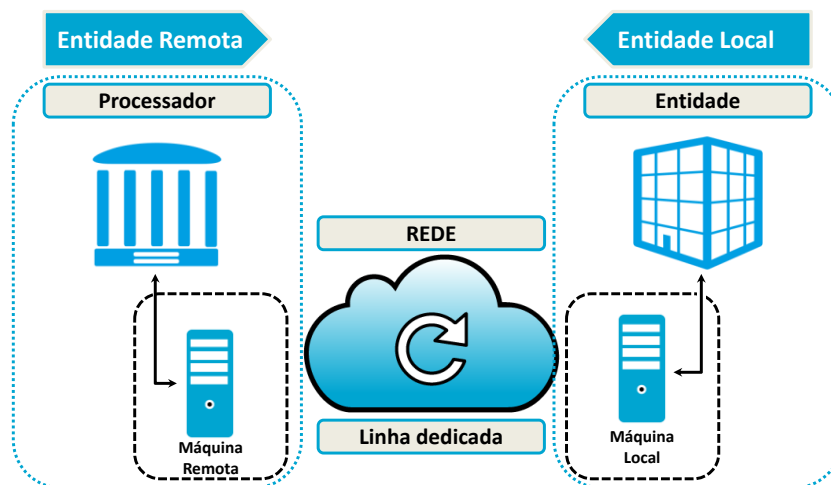 Entidade Remota
Entidade Local
Processador
Entidade
REDE
Linha dedicada
Máquina
Remota
Máquina
Local